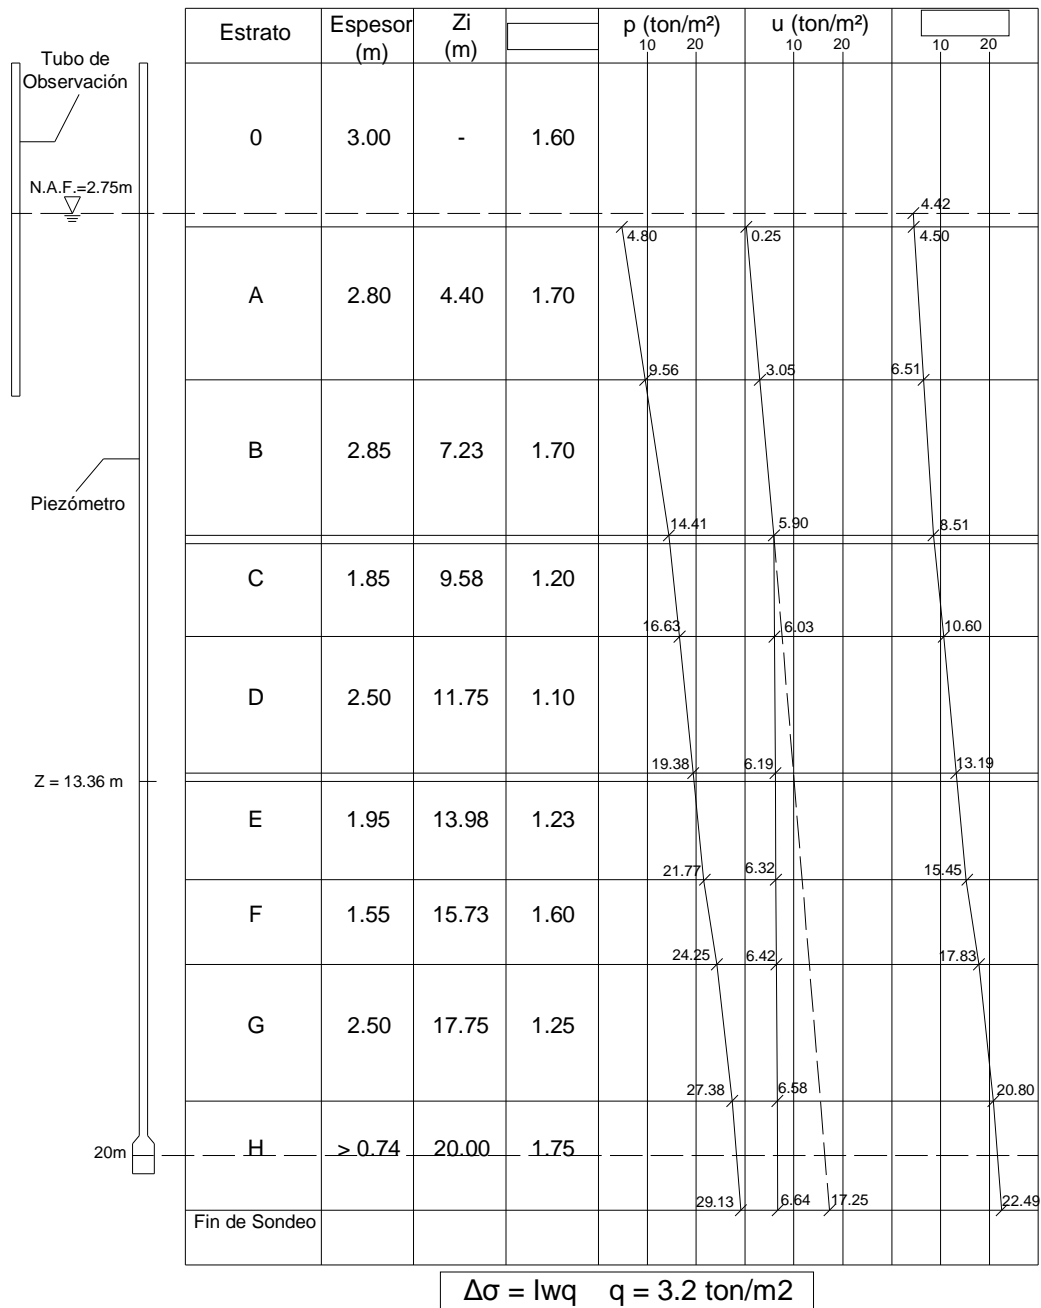 Estrato Espesor (m) Zi (m) p (ton/m²) u (ton/m²)
10 20 10 20 10 20
Tubo de
Observación
0 3.00 - 1.60
N.A.F.=2.75m
4.42
4.80 0.25 4.50
A 2.80 4.40 1.70
9.56 3.05 6.51
B 2.85 7.23 1.70
Piezómetro
14.41 5.90 8.51
C 1.85 9.58 1.20
16.63 6.03 10.60
D 2.50 11.75 1.10
19.38 6.19 13.19
Z = 13.36 m
E 1.95 13.98 1.23
21.77 6.32 15.45
F 1.55 15.73 1.60
24.25 6.42 17.83
G 2.50 17.75 1.25
27.38 6.58 20.80
20m
H > 0.74 20.00 1.75
29.13 6.64 17.25 22.49
Fin de Sondeo
Δσ = Iwq q = 3.2 ton/m2